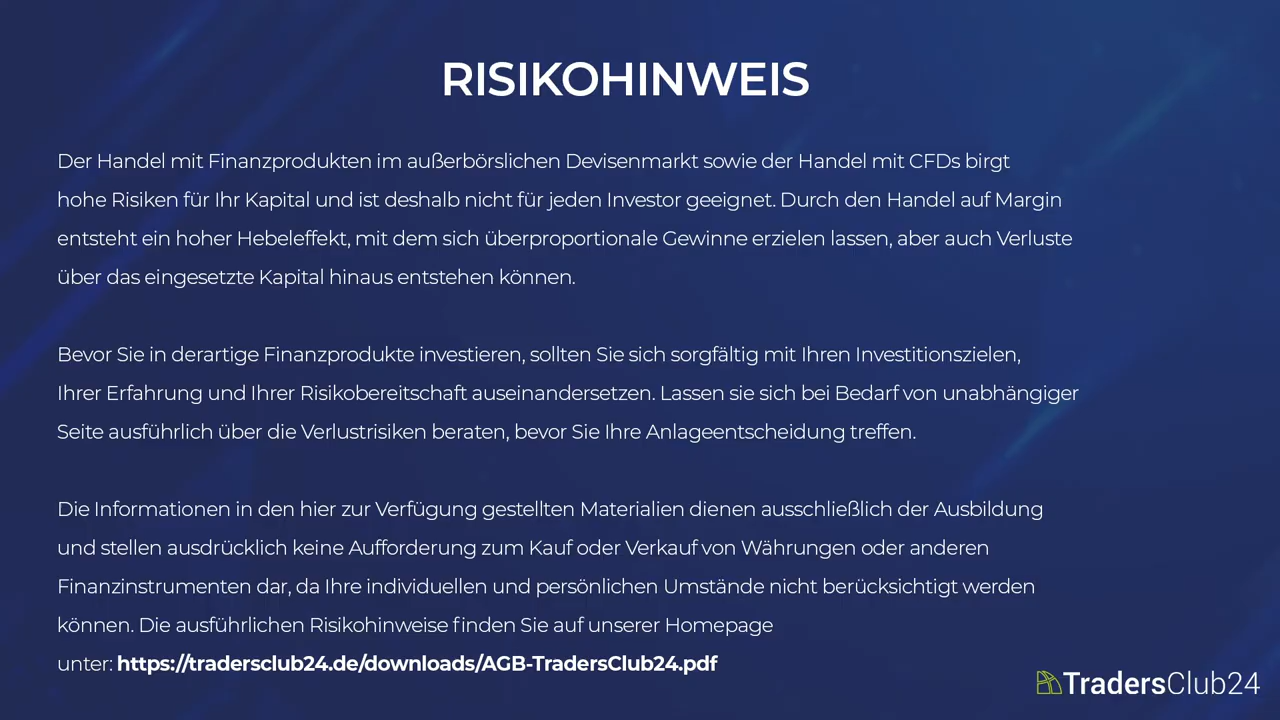 RISIKOHINWEIS
Der Handel mit Finanzprodukten im außerbörslichen Devisenmarkt sowie der Handel mit CFDs birgt
hohe Risiken für Ihr Kapital und ist deshalb nicht für jeden Investor geeignet. Durch den Handel auf Margin
entsteht ein hoher Hebeleffekt, mit dem sich überproportionale Gewinne erzielen lassen, aber auch Verluste
über das eingesetzte Kapital hinaus entstehen können.
Bevor Sie in derartige Finanzprodukte investieren, sollten Sie sich sorgfältig mit Ihren Investitionszielen,
Ihrer Erfahrung und Ihrer Risikobereitschaft auseinandersetzen. Lassen sie sich bei Bedarf von unabhängiger
Seite ausführlich über die Verlustrisiken beraten, bevor Sie Ihre Anlageentscheidung treffen.
Die Informationen in den hier zur Verfügung gestellten Materialien dienen ausschließlich der Ausbildung
und stellen ausdrücklich keine Aufforderung zum Kauf oder Verkauf von Währungen oder anderen
Finanzinstrumenten dar, da Ihre individuellen und persönlichen Umstände nicht berücksichtigt werden
können. Die ausführlichen Risikohinweise finden Sie auf unserer Homepage
unter: https://tradersclub24.de/downloads/AGB-TradersClub24.pdf
TradersClub24